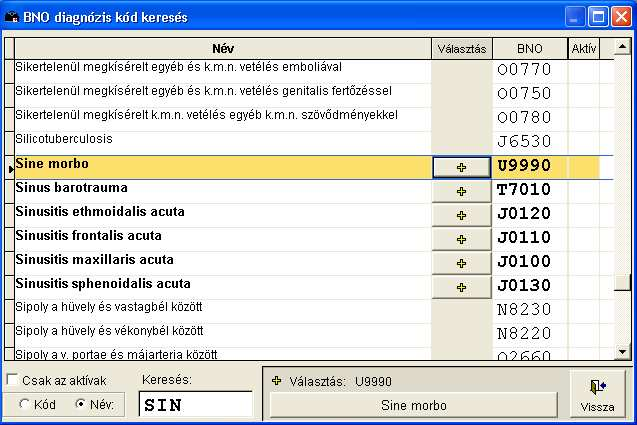 BNO diagnózis kód keresés
Név Választás BNO Aktív
Sikertelenül megkísérelt egyéb és k.m.n. vetélés emboliával O0770
Sikertelenül megkísérelt egyéb és k.m.n. vetélés genitalis fertőzéssel O0750
Sikertelenül megkísérelt k.m.n. vetélés egyéb k.m.n. szövődményekkel O0780
Silicotuberculosis J6530
Sine morbo U9990
Sinus barotrauma T7010
Sinusitis ethmoidalis acuta J0120
Sinusitis frontalis acuta J0110
Sinusitis maxillaris acuta J0100
Sinusitis sphenoidalis acuta J0130
Sipoly a hüvely és vastagbél között N8230
Sipoly a hüvely és vékonybél között N8220
Sipoly a v. portae és májarteria között Q2660
Csak az aktívak Keresés: Választás: U9990
Kód Név: SIN Sine morbo Vissza